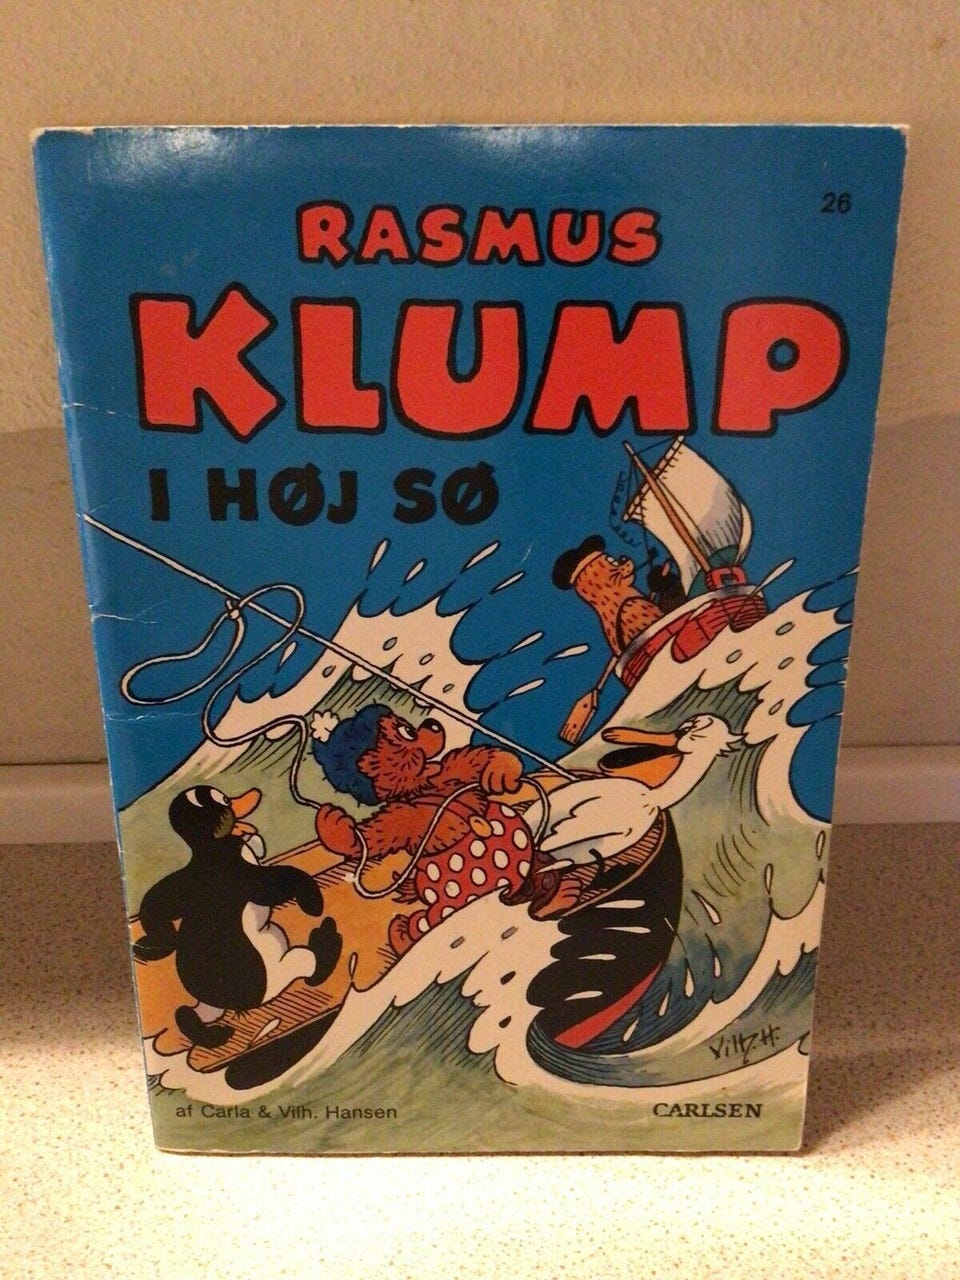 26
RASMUS
KLUMP
I HØJ SØ
Vilh. H.
af Carla & Vilh. Hansen
CARLSEN